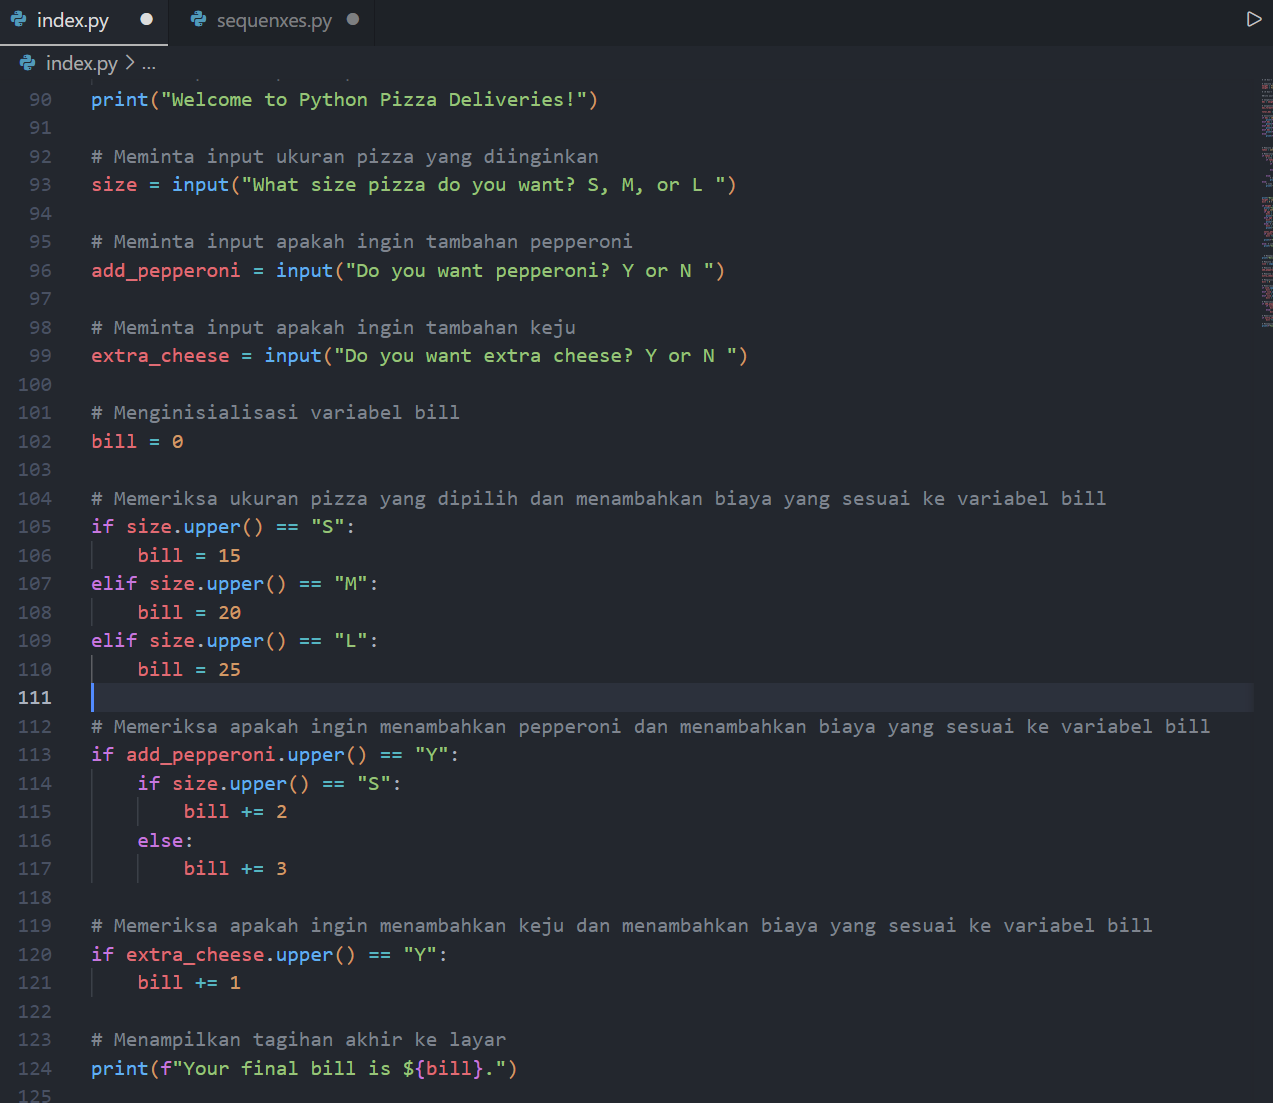 index.py
sequenxes.py
index.py > ...
90 print("Welcome to Python Pizza Deliveries!")
91
92 # Meminta input ukuran pizza yang diinginkan
93 size = input("What size pizza do you want? S, M, or L ")
94
95 # Meminta input apakah ingin tambahan pepperoni
96 add_pepperoni = input("Do you want pepperoni? Y or N ")
97
98 # Meminta input apakah ingin tambahan keju
99 extra_cheese = input("Do you want extra cheese? Y or N ")
100
101 # Menginisialisasi variabel bill
102 bill = 0
103
104 # Memeriksa ukuran pizza yang dipilih dan menambahkan biaya yang sesuai ke variabel bill
105 if size.upper() == "S":
106     bill = 15
107 elif size.upper() == "M":
108     bill = 20
109 elif size.upper() == "L":
110     bill = 25
111
112 # Memeriksa apakah ingin menambahkan pepperoni dan menambahkan biaya yang sesuai ke variabel bill
113 if add_pepperoni.upper() == "Y":
114     if size.upper() == "S":
115         bill += 2
116     else:
117         bill += 3
118
119 # Memeriksa apakah ingin menambahkan keju dan menambahkan biaya yang sesuai ke variabel bill
120 if extra_cheese.upper() == "Y":
121     bill += 1
122
123 # Menampilkan tagihan akhir ke layar
124 print(f"Your final bill is ${bill}.")
125